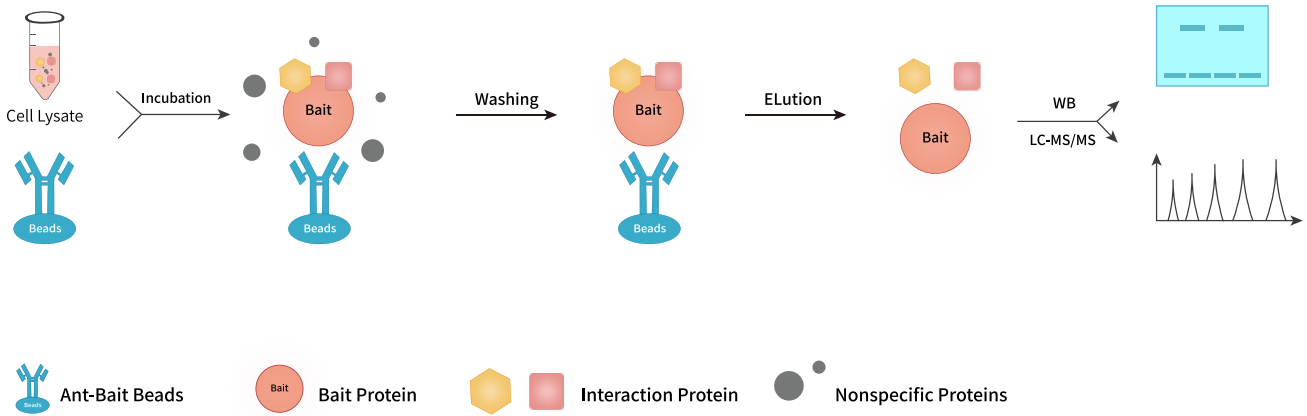 Cell Lysate
Beads
Incubation
Bait
Beads
Washing
Bait
Beads
ELution
Bait
WB
LC-MS/MS
Beads
Ant-Bait Beads
Bait
Bait Protein
Interaction Protein
Nonspecific Proteins